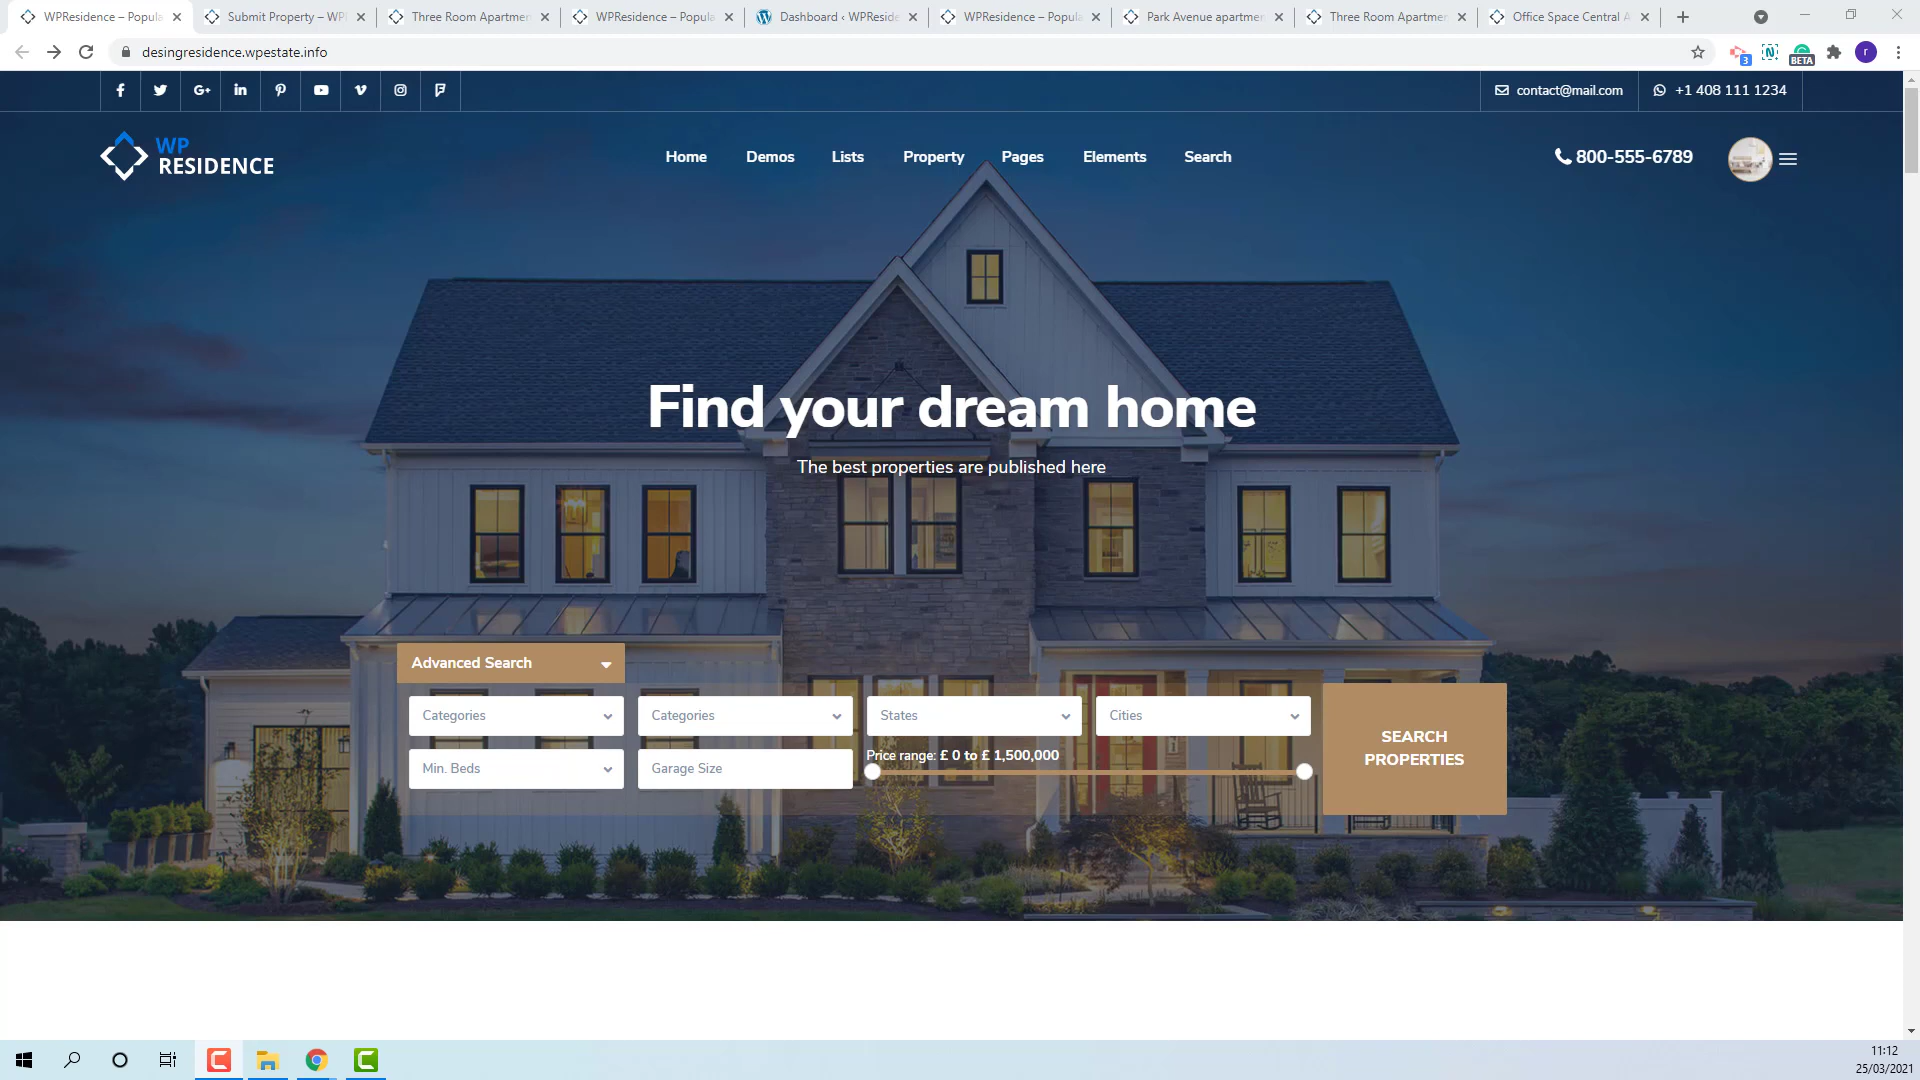 WPResidence – Popula
Submit Property – WPI
Three Room Apartmen
WPResidence – Popula
Dashboard ‹ WPReside
WPResidence – Popula
Park Avenue apartmen
Three Room Apartmen
Office Space Central A
desingresidence.wpestate.info
3
BETA
r
contact@mail.com
+1 408 111 1234
WP
RESIDENCE
Home
Demos
Lists
Property
Pages
Elements
Search
800-555-6789
Find your dream home
The best properties are published here
Advanced Search
Categories
Categories
States
Cities
Min. Beds
Garage Size
Price range: £ 0 to £ 1,500,000
SEARCH
PROPERTIES
11:12
25/03/2021